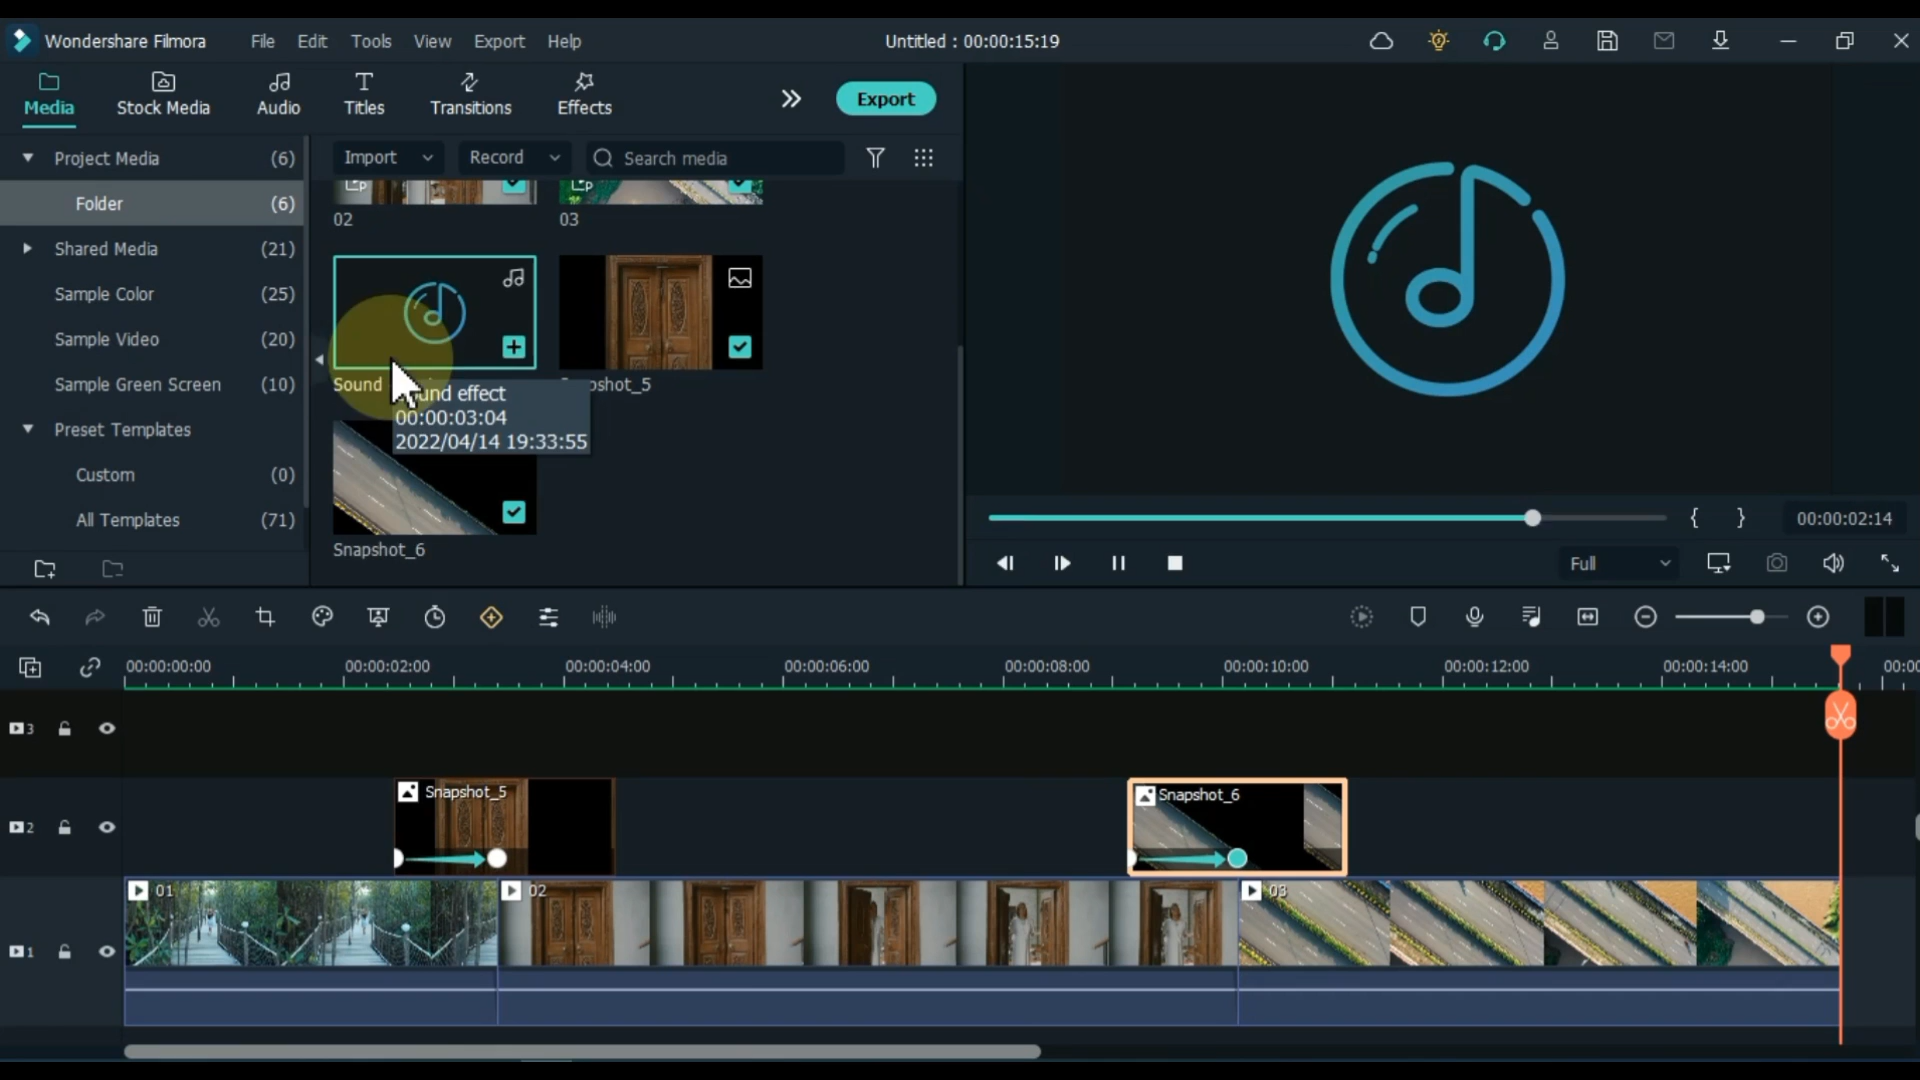 Wondershare Filmora File Edit Tools View Export Help Untitled : 00:00:15:19
Media Stock Media Audio Titles Transitions Effects Export
Project Media (6)
Folder (6)
Shared Media (21)
Sample Color (25)
Sample Video (20)
Sample Green Screen (10)
Preset Templates
Custom (0)
All Templates (71)
Import Record Search media
02 03
Sound
Snapshot_6
00:00:03:04
2022/04/14 19:33:55
{ } 00:00:02:14
Full
00:00:00:00 00:00:02:00 00:00:04:00 00:00:06:00 00:00:08:00 00:00:10:00 00:00:12:00 00:00:14:00
3
2 Snapshot_5 Snapshot_6
1 01 02 03